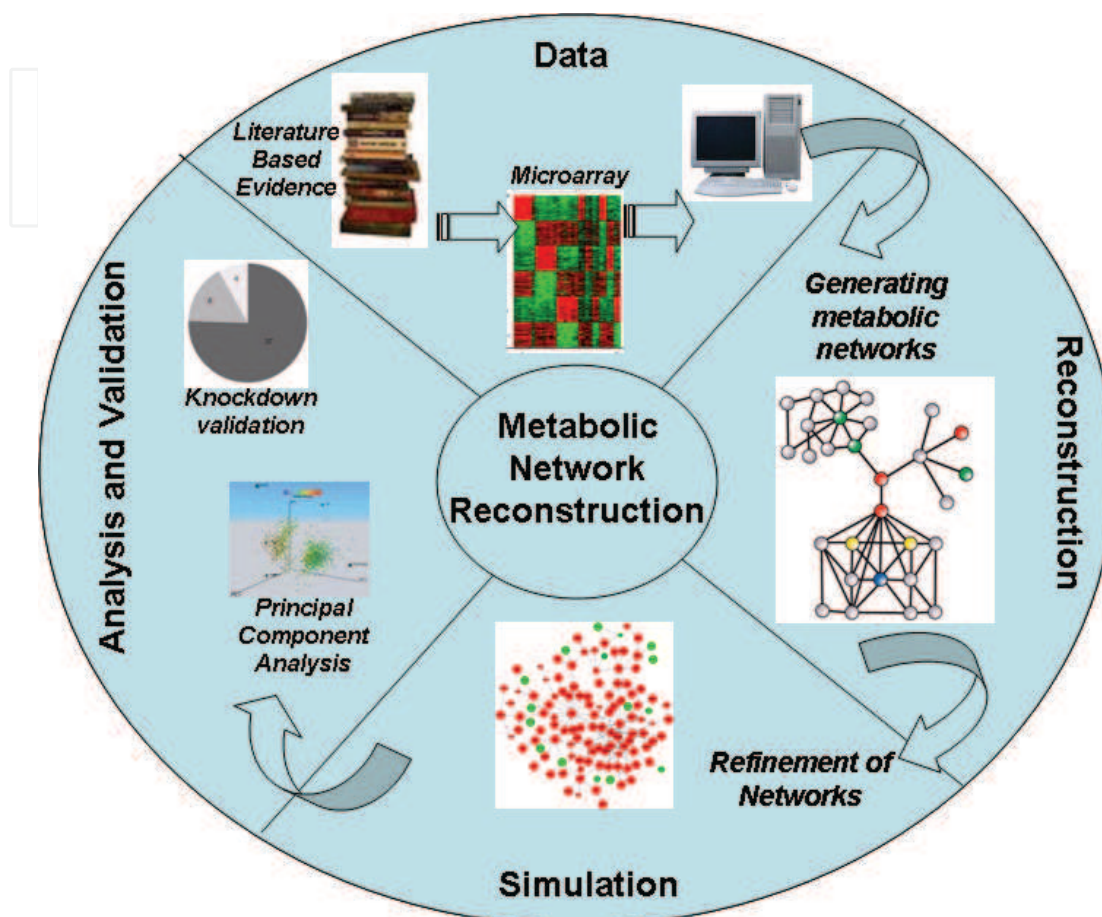 Data
Literature
Based
Evidence
Microarray
Generating
metabolic
networks
Reconstruction
Refinement of
Networks
Simulation
Principal
Component
Analysis
Knockdown
validation
Analysis and Validation
Metabolic
Network
Reconstruction